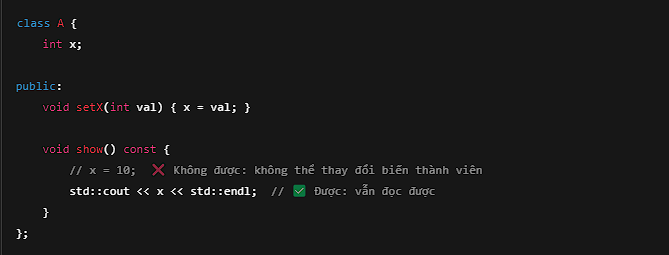 class A {
    int x;

public:
    void setX(int val) { x = val; }

    void show() const {
        // x = 10;  ❌ Không được: không thể thay đổi biến thành viên
        std::cout << x << std::endl;  // ✅ Được: vẫn đọc được
    }
};